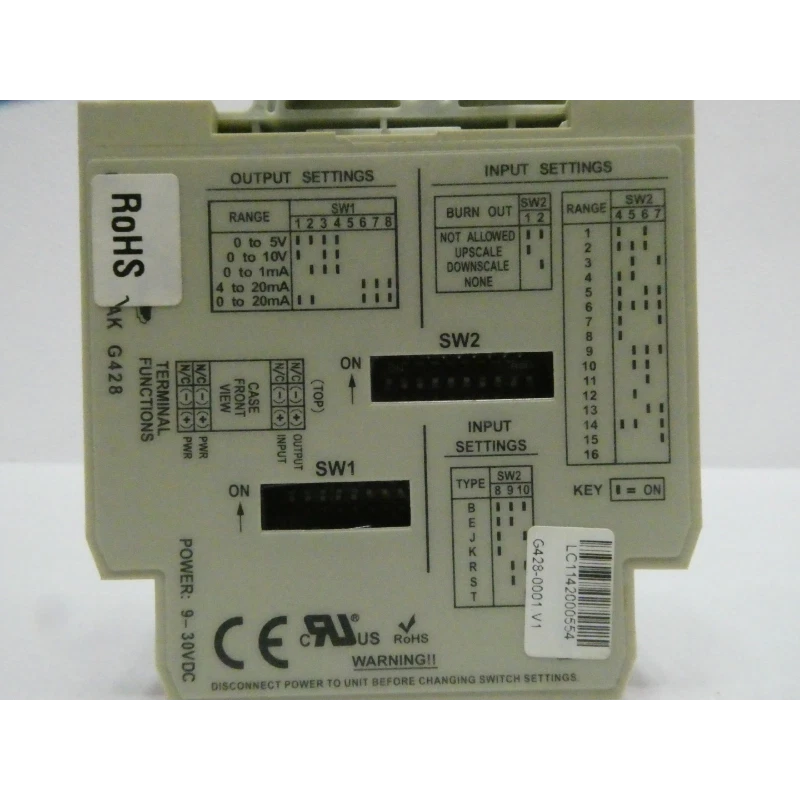 OUTPUT SETTINGS
RANGE SW1
1 2 3 4 5 6 7 8
0 to 5V
0 to 10V
0 to 1mA
4 to 20mA
0 to 20mA
INPUT SETTINGS
BURN OUT SW2
1 2
NOT ALLOWED
UPSCALE
DOWNSCALE
NONE
RANGE SW2
4 5 6 7
1
2
3
4
5
6
7
8
9
10
11
12
13
14
15
16
KEY I = ON
RoHS
AK G428
TERMINAL
FUNCTIONS
N/C (-) (+) PWR
N/C (-) (+) PWR
CASE
FRONT
VIEW
N/C (-) (+) INPUT
N/C (-) (+) OUTPUT
(TOP)
SW2
ON
SW1
ON
INPUT
SETTINGS
TYPE SW2
8 9 10
B
E
J
K
R
S
T
G428-0001 V1
LC1142000554
POWER: 9-30VDC
CE
C RU US
RoHS
WARNING!!
DISCONNECT POWER TO UNIT BEFORE CHANGING SWITCH SETTINGS.